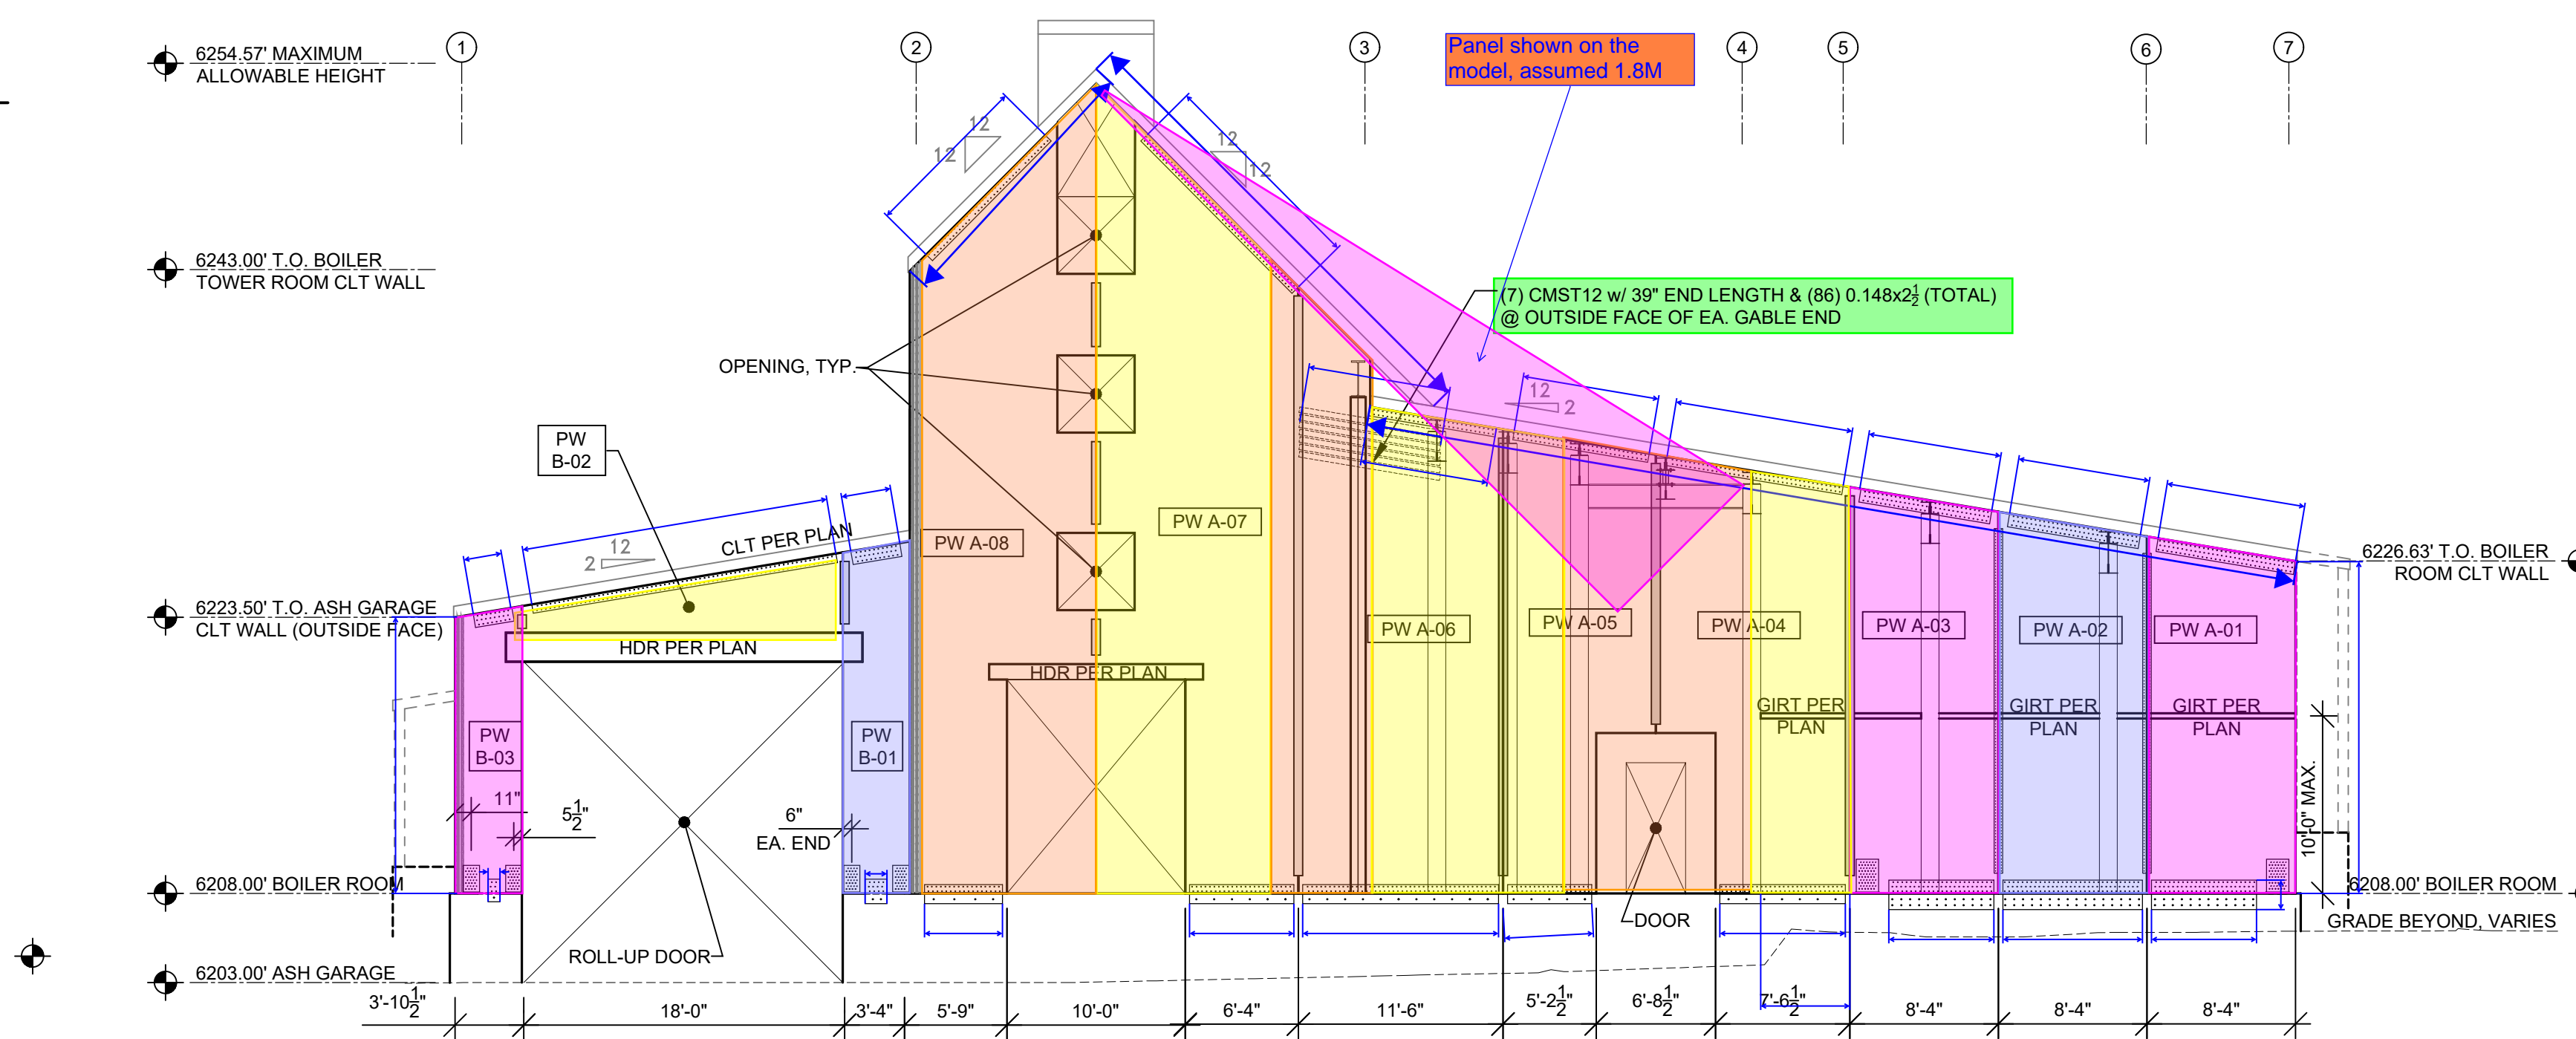 6254.57' MAXIMUM
ALLOWABLE HEIGHT
1
2
3
4
5
6
7
Panel shown on the
model, assumed 1.8M
12
12
12
12
6243.00' T.O. BOILER
TOWER ROOM CLT WALL
(7) CMST12 w/ 39" END LENGTH & (86) 0.148x2½ (TOTAL)
@ OUTSIDE FACE OF EA. GABLE END
OPENING, TYP.
12
2
PW
B-02
CLT PER PLAN
12
2
PW A-08
PW A-07
6226.63' T.O. BOILER
ROOM CLT WALL
6223.50' T.O. ASH GARAGE
CLT WALL (OUTSIDE FACE)
HDR PER PLAN
PW A-06
PW A-05
PW A-04
PW A-03
PW A-02
PW A-01
HDR PER PLAN
PW
B-03
PW
B-01
GIRT PER
PLAN
GIRT PER
PLAN
GIRT PER
PLAN
11"
5½"
6"
EA. END
10'-0" MAX.
6208.00' BOILER ROOM
6208.00' BOILER ROOM
DOOR
GRADE BEYOND, VARIES
ROLL-UP DOOR
6203.00' ASH GARAGE
3'-10½"
18'-0"
3'-4"
5'-9"
10'-0"
6'-4"
11'-6"
5'-2½"
6'-8½"
7'-6½"
8'-4"
8'-4"
8'-4"